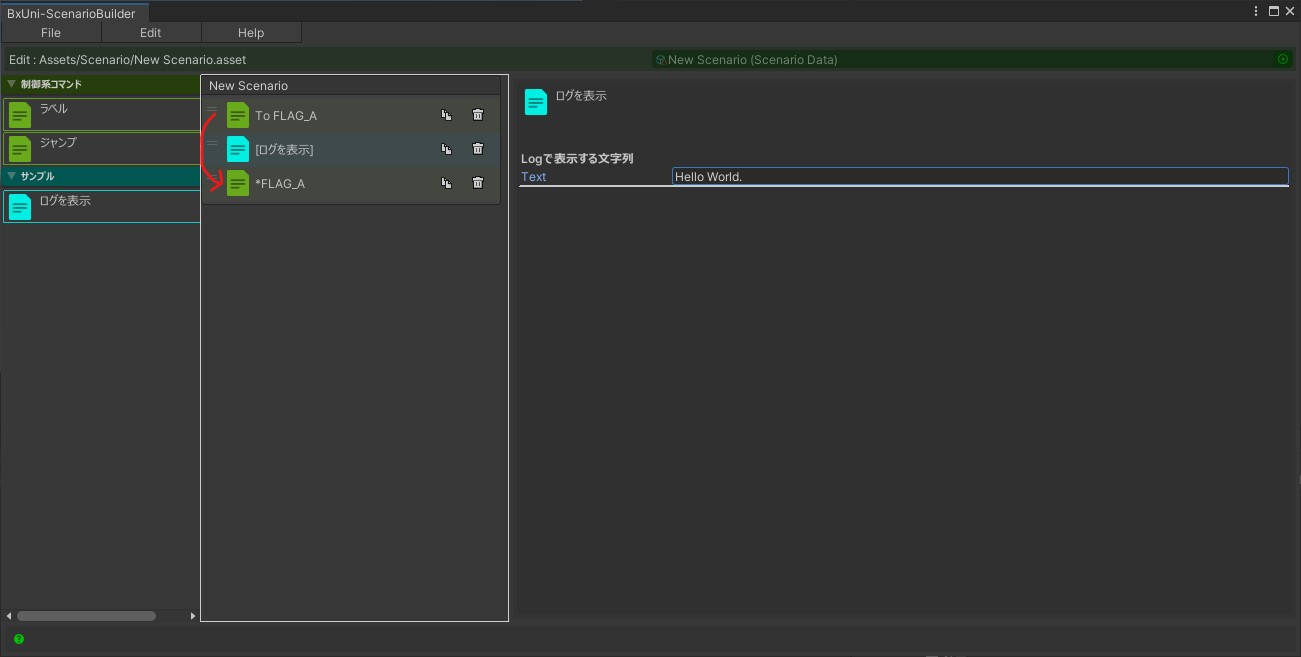 BxUni-ScenarioBuilder
File Edit Help
Edit : Assets/Scenario/New Scenario.asset
New Scenario (Scenario Data)
制御系コマンド
ラベル
ジャンプ
サンプル
ログを表示
New Scenario
To FLAG_A
[ログを表示]
*FLAG_A
ログを表示
Logで表示する文字列
Text Hello World.